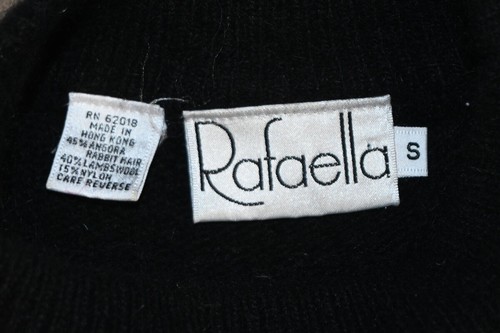 RN 62018
MADE IN
HONG KONG
45% ANGORA
RABBIT HAIR
40% LAMBSWOOL
15% NYLON
CARE REVERSE
Rafaella
S